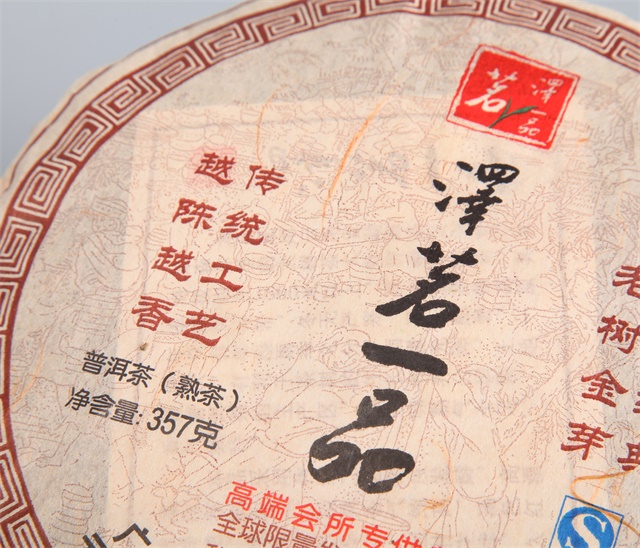 澤一品
茗
澤茗一品
传统工艺
越陈越香
老树
金芽
普洱茶（熟茶）
净含量: 357克
高端会所专供
全球限量